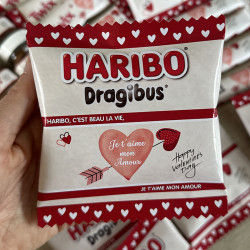 HARIBO
Dragibus
HARIBO, C'EST BEAU LA VIE,
Je t'aime
mon
Amour
Happy
Valentine's
Day
JE T'AIME MON AMOUR